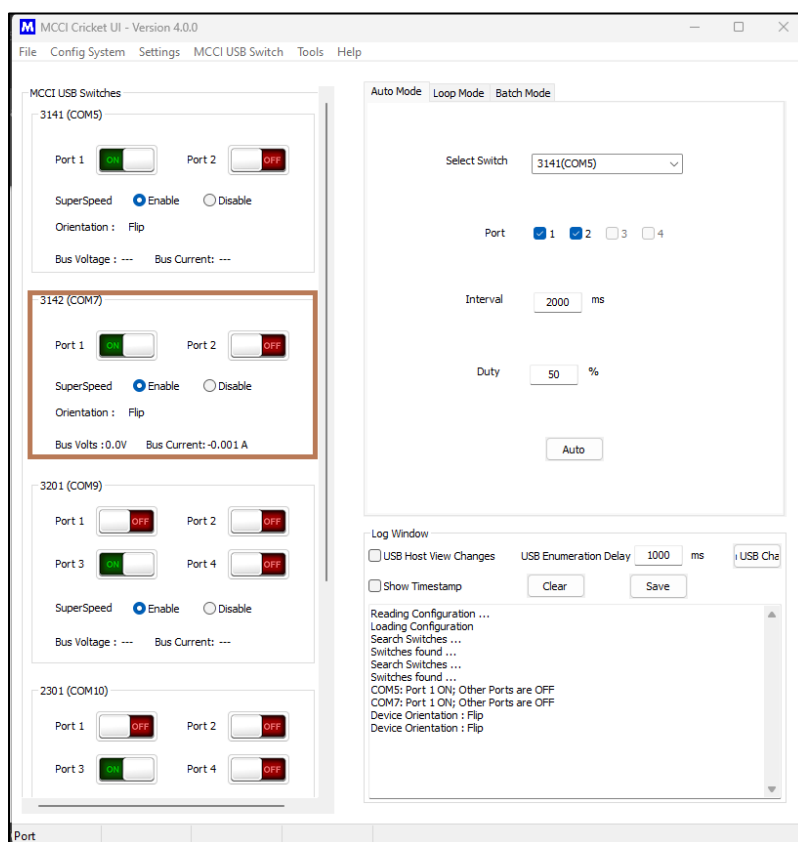 M MCCI Cricket UI - Version 4.0.0
File Config System Settings MCCI USB Switch Tools Help
MCCI USB Switches
3141 (COM5)
Port 1 ON Port 2 OFF
SuperSpeed Enable Disable
Orientation : Flip
Bus Voltage : --- Bus Current: ---
3142 (COM7)
Port 1 ON Port 2 OFF
SuperSpeed Enable Disable
Orientation : Flip
Bus Volts :0.0V Bus Current:-0.001 A
3201 (COM9)
Port 1 OFF Port 2 OFF
Port 3 ON Port 4 OFF
SuperSpeed Enable Disable
Bus Voltage : --- Bus Current: ---
2301 (COM10)
Port 1 OFF Port 2 OFF
Port 3 ON Port 4 OFF
Auto Mode Loop Mode Batch Mode
Select Switch 3141(COM5)
Port 1 2 3 4
Interval 2000 ms
Duty 50 %
Auto
Log Window
USB Host View Changes USB Enumeration Delay 1000 ms USB Cha
Show Timestamp Clear Save
Reading Configuration ...
Loading Configuration
Search Switches ...
Switches found ...
Search Switches ...
Switches found ...
COM5: Port 1 ON; Other Ports are OFF
COM7: Port 1 ON; Other Ports are OFF
Device Orientation : Flip
Device Orientation : Flip
Port